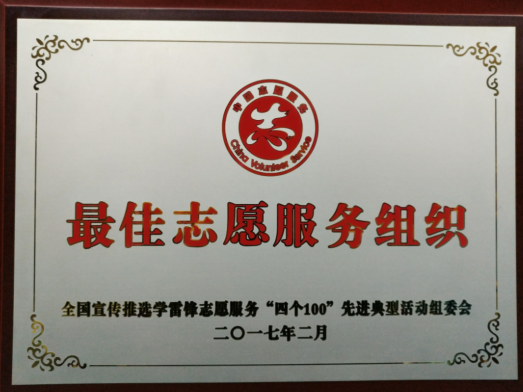 中国志愿服务
China Volunteer Service
最佳志愿服务组织
全国宣传推选学雷锋志愿服务“四个100”先进典型活动组委会
二〇一七年二月